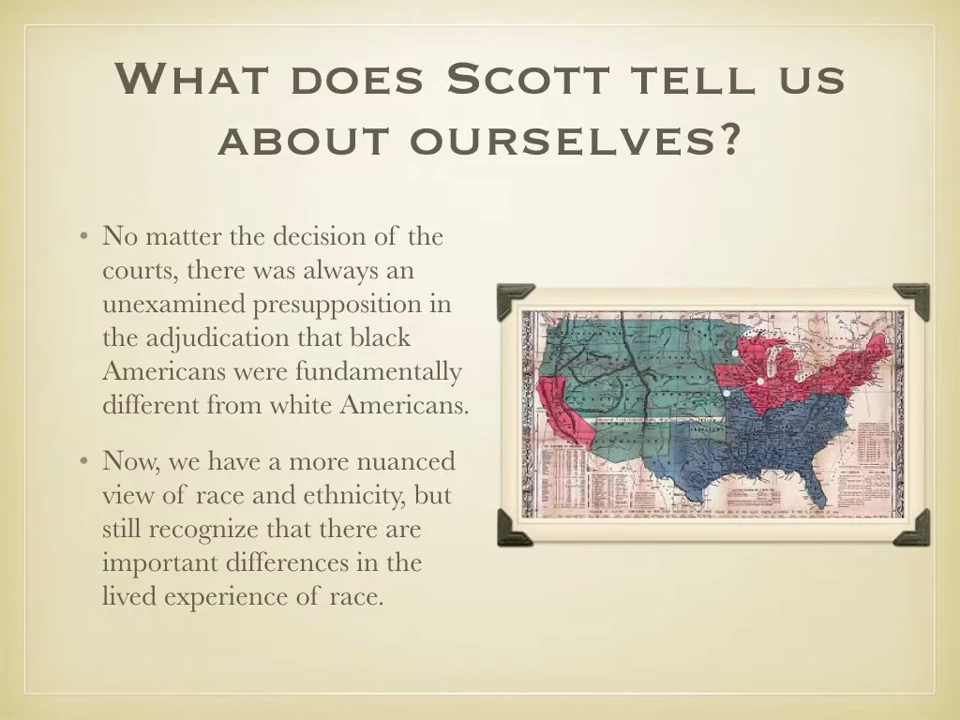 What does Scott tell us
about ourselves?
• No matter the decision of the
courts, there was always an
unexamined presupposition in
the adjudication that black
Americans were fundamentally
different from white Americans.
• Now, we have a more nuanced
view of race and ethnicity, but
still recognize that there are
important differences in the
lived experience of race.